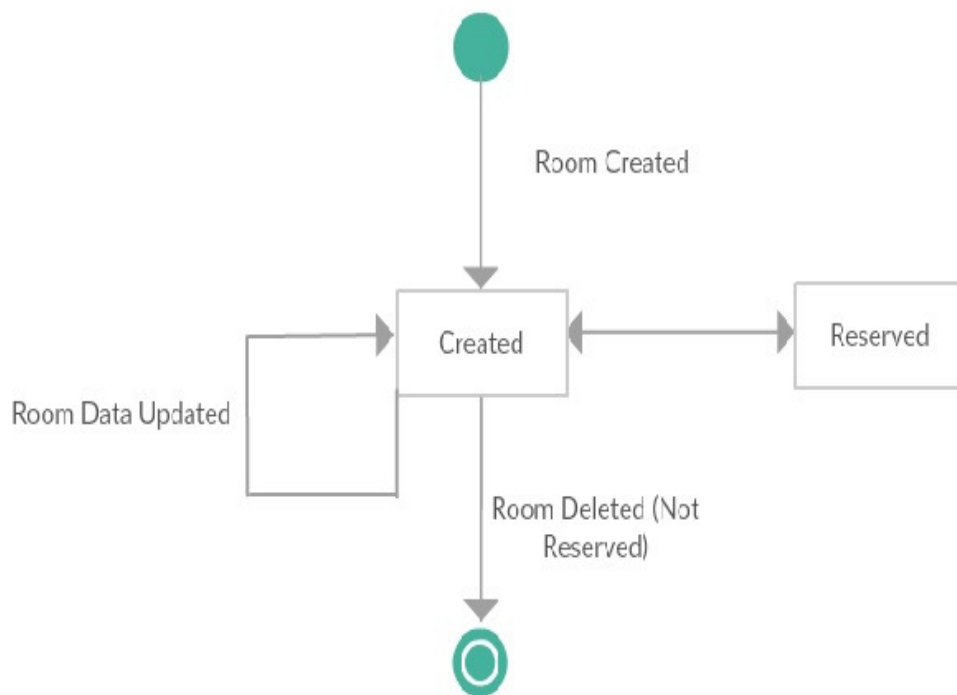 Room Created
Created
Reserved
Room Data Updated
Room Deleted (Not
Reserved)